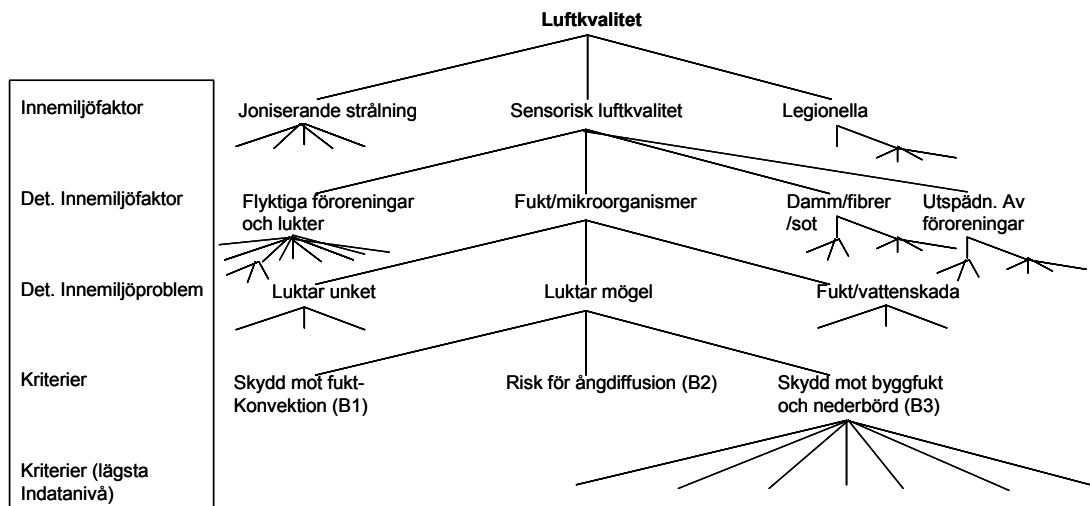 Luftkvalitet
Innemiljöfaktor
Joniserande strålning
Sensorisk luftkvalitet
Legionella
Det. Innemiljöfaktor
Flyktiga föroreningar
och lukter
Fukt/mikroorganismer
Damm/fibrer
/sot
Utspädn. Av
föroreningar
Det. Innemiljöproblem
Luktar unket
Luktar mögel
Fukt/vattenskada
Kriterier
Skydd mot fukt-
Konvektion (B1)
Risk för ångdiffusion (B2)
Skydd mot byggfukt
och nederbörd (B3)
Kriterier (lägsta
Indatanivå)